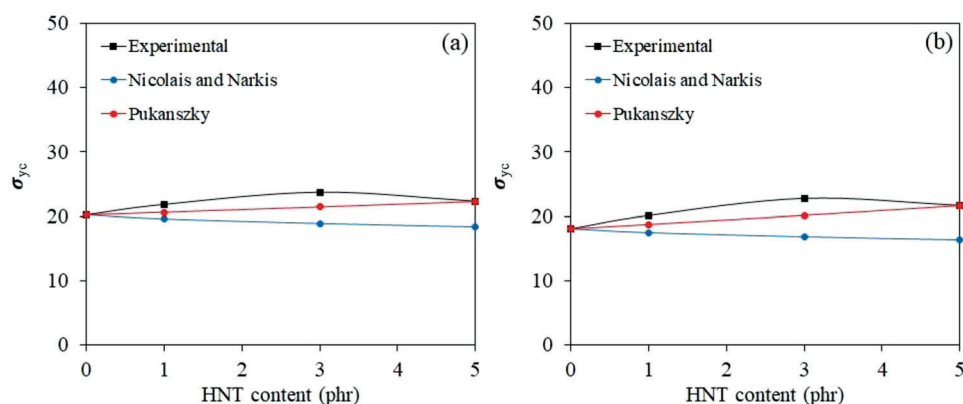 50
40
30
20
10
0
σyc
(a)
Experimental
Nicolais and Narkis
Pukanszky
0 1 2 3 4 5
HNT content (phr)
50
40
30
20
10
0
σyc
(b)
Experimental
Nicolais and Narkis
Pukanszky
0 1 2 3 4 5
HNT content (phr)